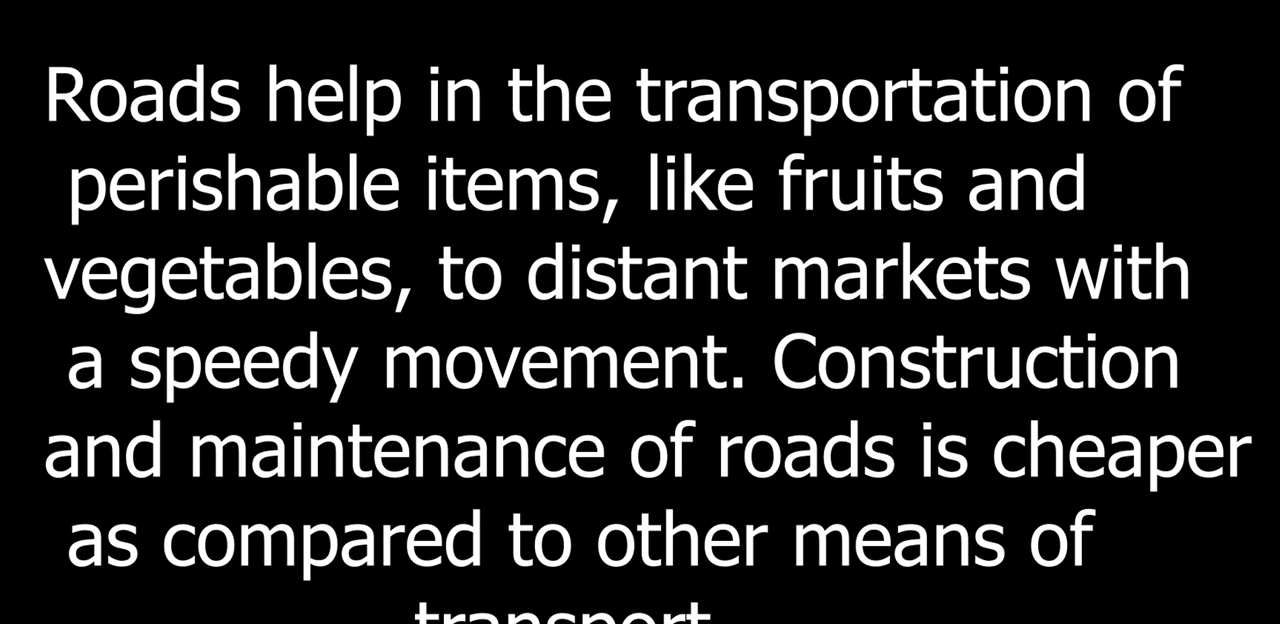 Roads help in the transportation of
perishable items, like fruits and
vegetables, to distant markets with
a speedy movement. Construction
and maintenance of roads is cheaper
as compared to other means of
transport